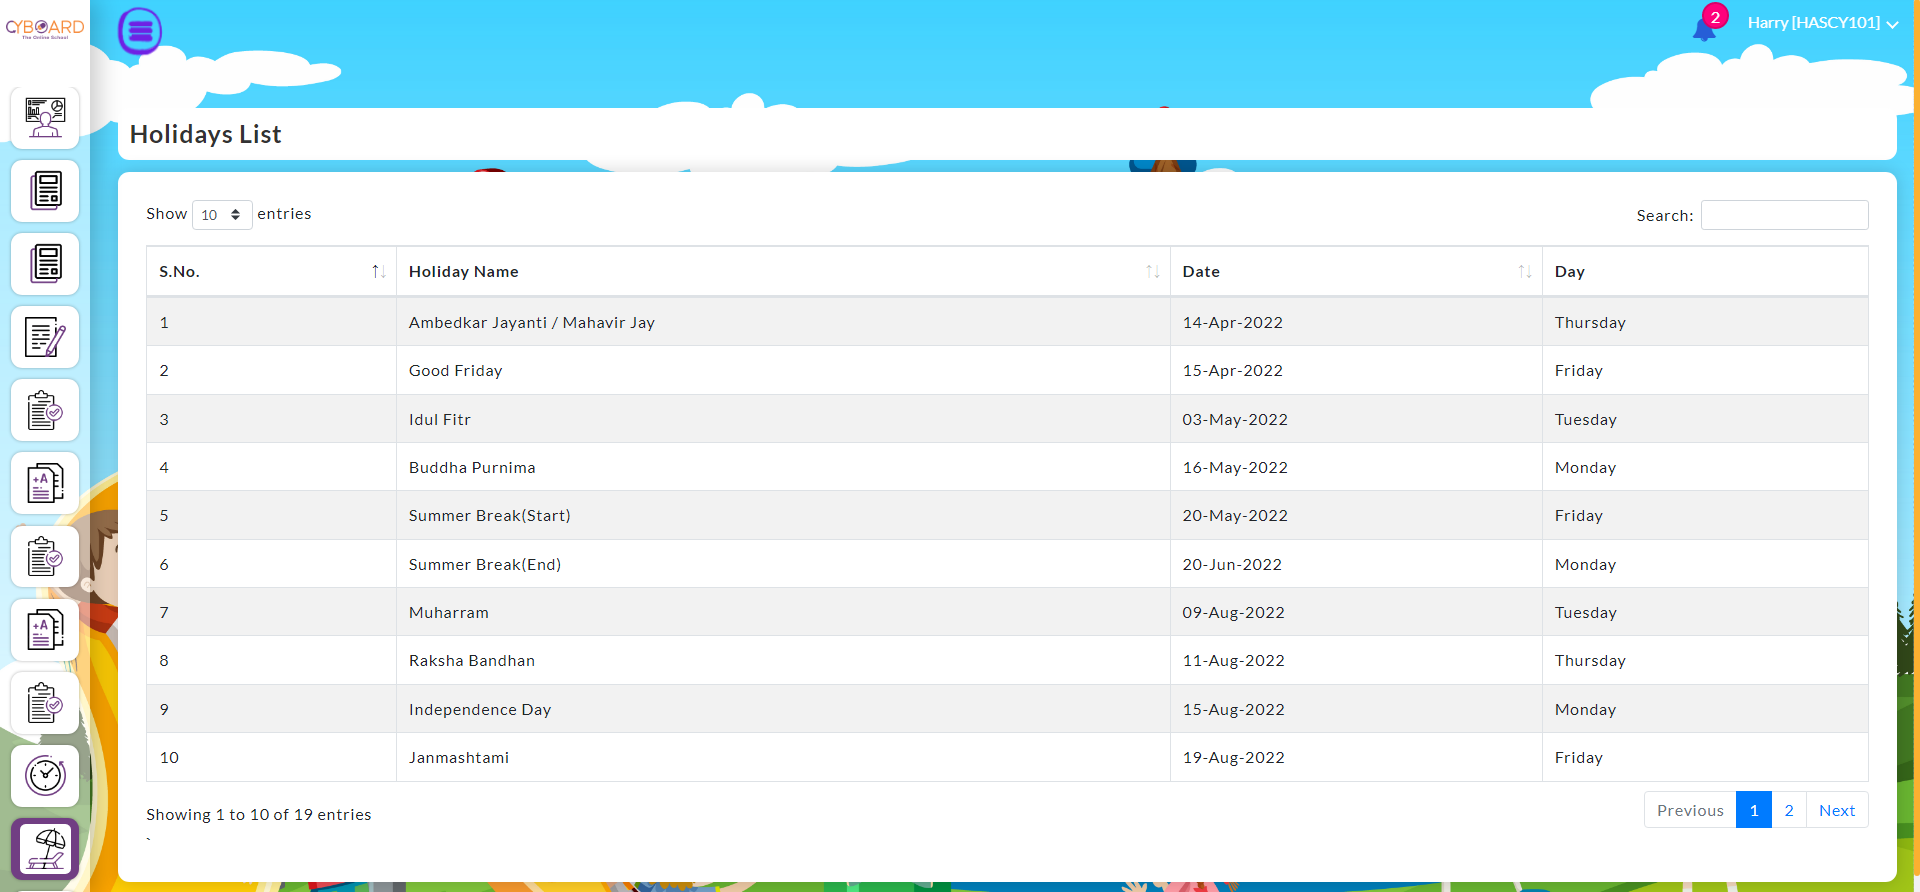 CYBOARD
The Online School
2
Harry [HASCY101]
Holidays List
Show 10 entries
Search:
S.No. Holiday Name Date Day
1 Ambedkar Jayanti / Mahavir Jay 14-Apr-2022 Thursday
2 Good Friday 15-Apr-2022 Friday
3 Idul Fitr 03-May-2022 Tuesday
4 Buddha Purnima 16-May-2022 Monday
5 Summer Break(Start) 20-May-2022 Friday
6 Summer Break(End) 20-Jun-2022 Monday
7 Muharram 09-Aug-2022 Tuesday
8 Raksha Bandhan 11-Aug-2022 Thursday
9 Independence Day 15-Aug-2022 Monday
10 Janmashtami 19-Aug-2022 Friday
Showing 1 to 10 of 19 entries
Previous 1 2 Next
`
+A
+A